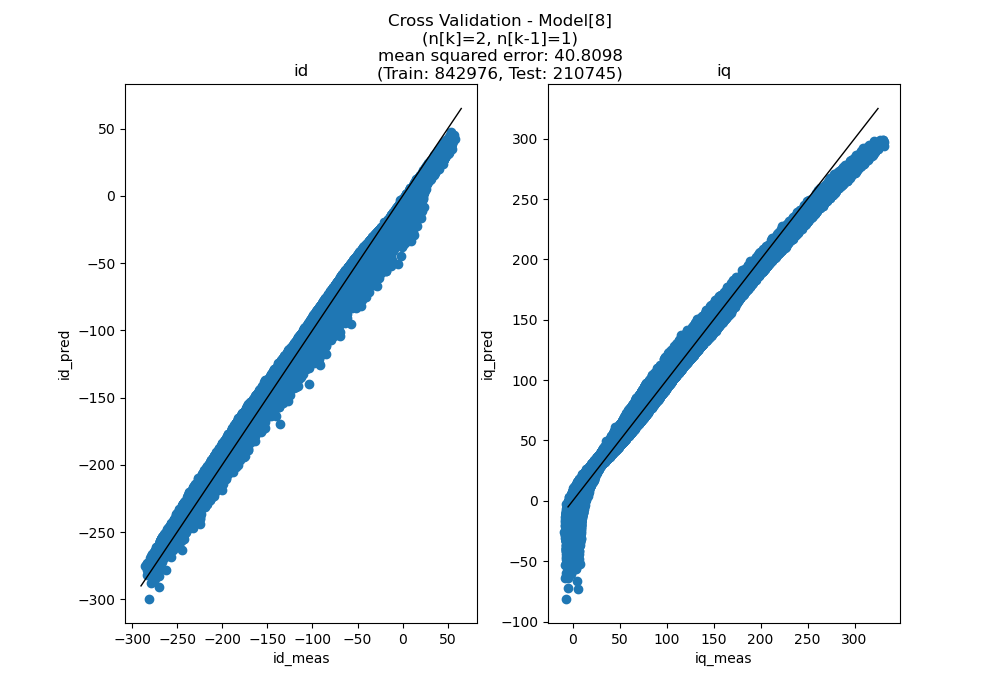 Cross Validation - Model[8]
(n[k]=2, n[k-1]=1)
mean squared error: 40.8098
(Train: 842976, Test: 210745)
id
iq
50
0
−50
−100
−150
−200
−250
−300
id_pred
−300 −250 −200 −150 −100 −50 0 50
id_meas
300
250
200
150
100
50
0
−50
−100
iq_pred
0 50 100 150 200 250 300
iq_meas